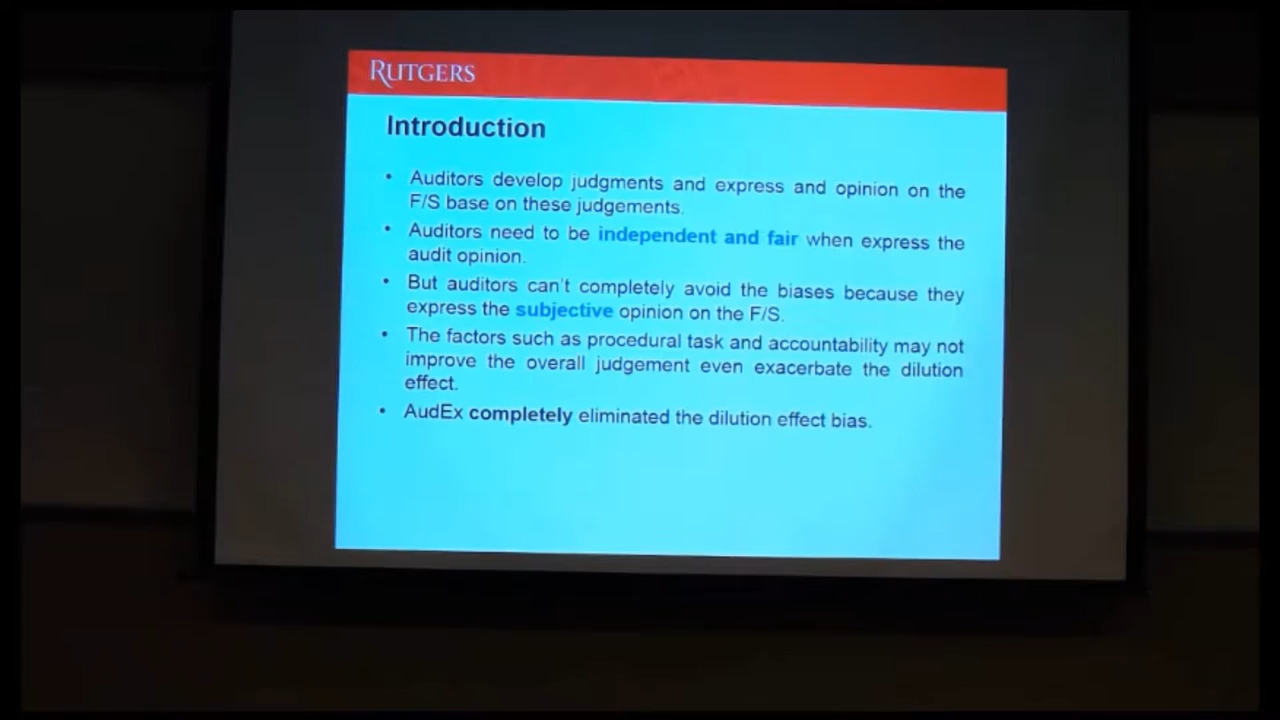 RUTGERS
Introduction
• Auditors develop judgments and express and opinion on the
F/S base on these judgements.
• Auditors need to be independent and fair when express the
audit opinion.
• But auditors can't completely avoid the biases because they
express the subjective opinion on the F/S.
• The factors such as procedural task and accountability may not
improve the overall judgement even exacerbate the dilution
effect.
• AudEx completely eliminated the dilution effect bias.